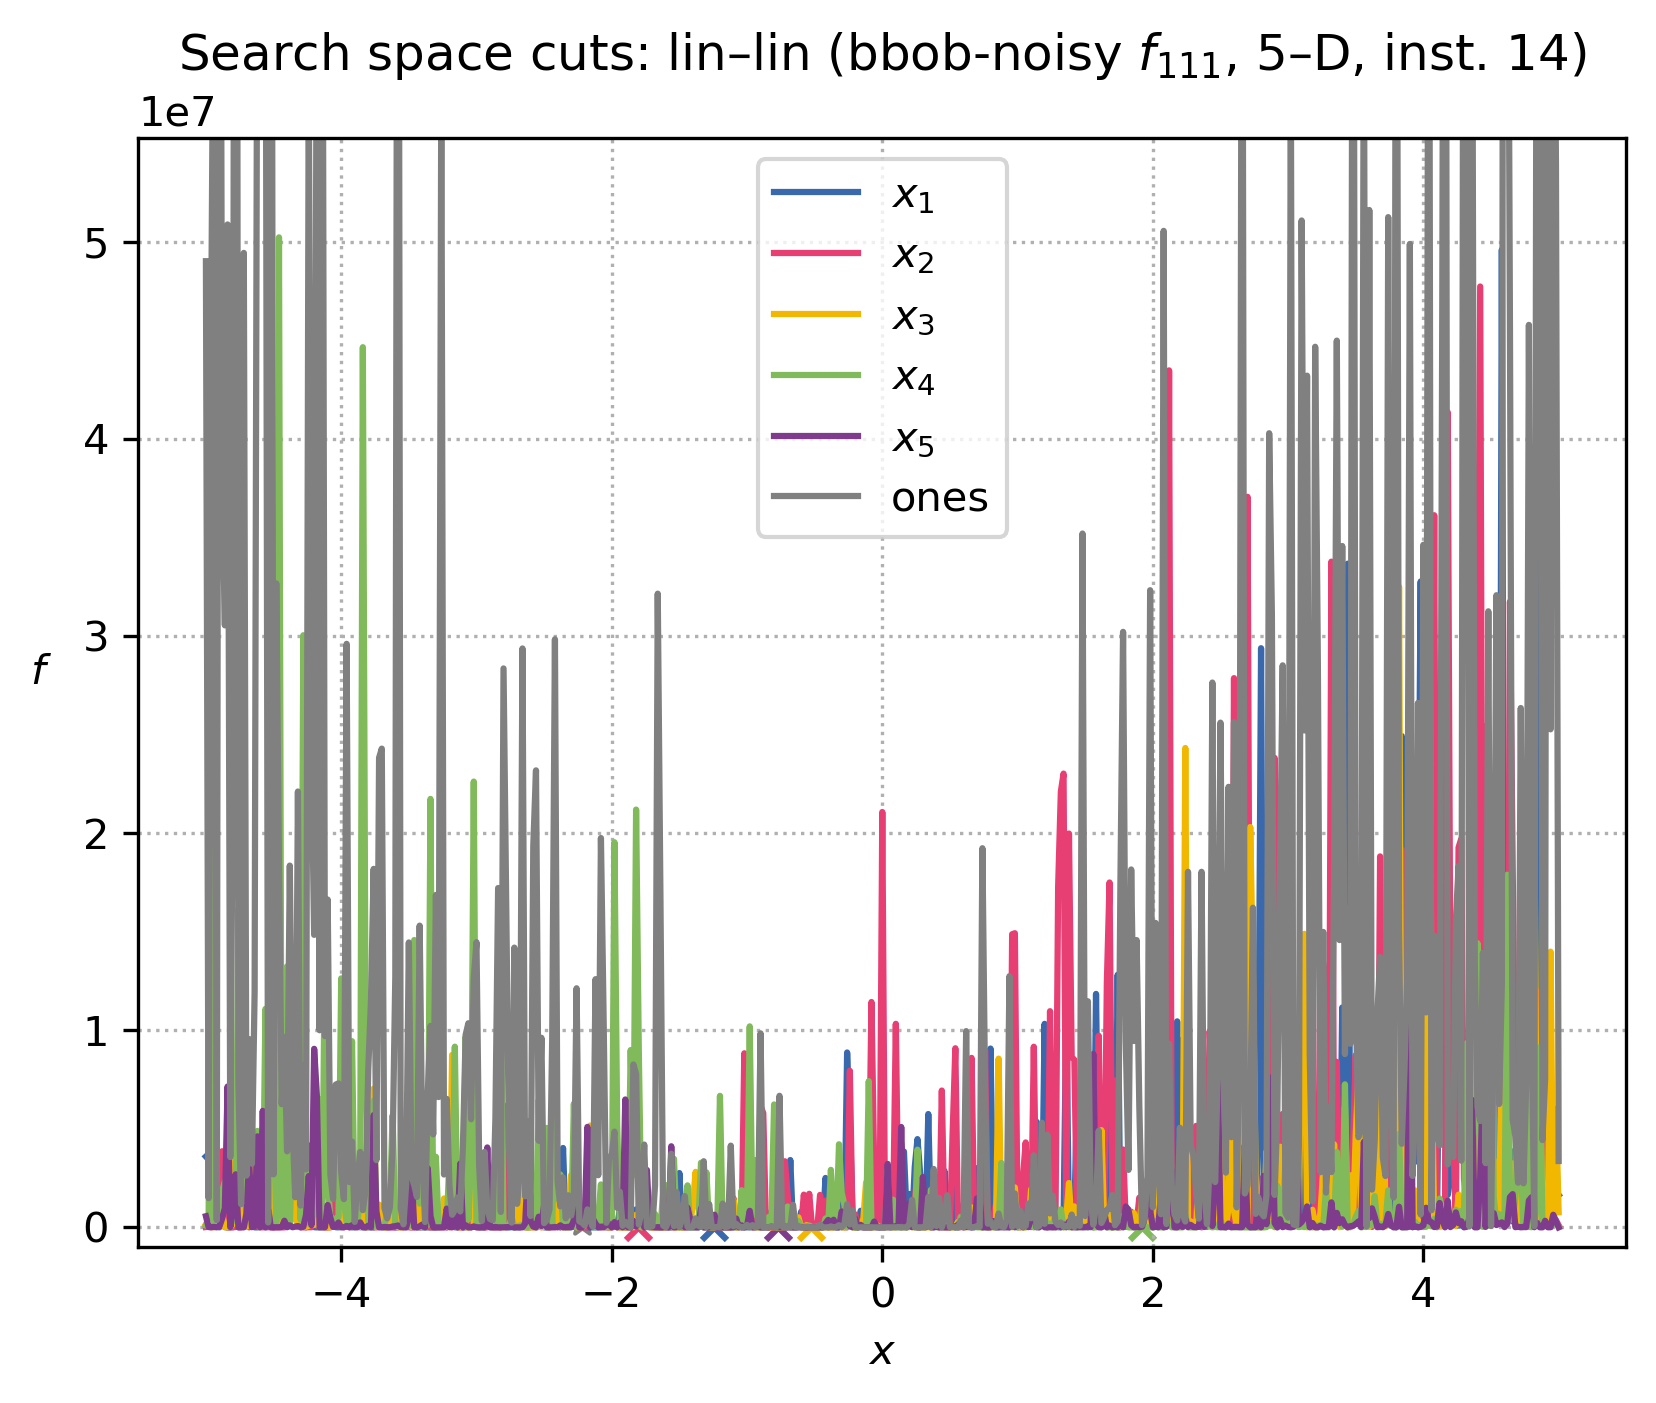 Search space cuts: lin–lin (bbob-noisy f₁₁₁, 5–D, inst. 14)
1e7
x₁
x₂
x₃
x₄
x₅
ones
5
4
3
2
1
0
f
−4 −2 0 2 4
x